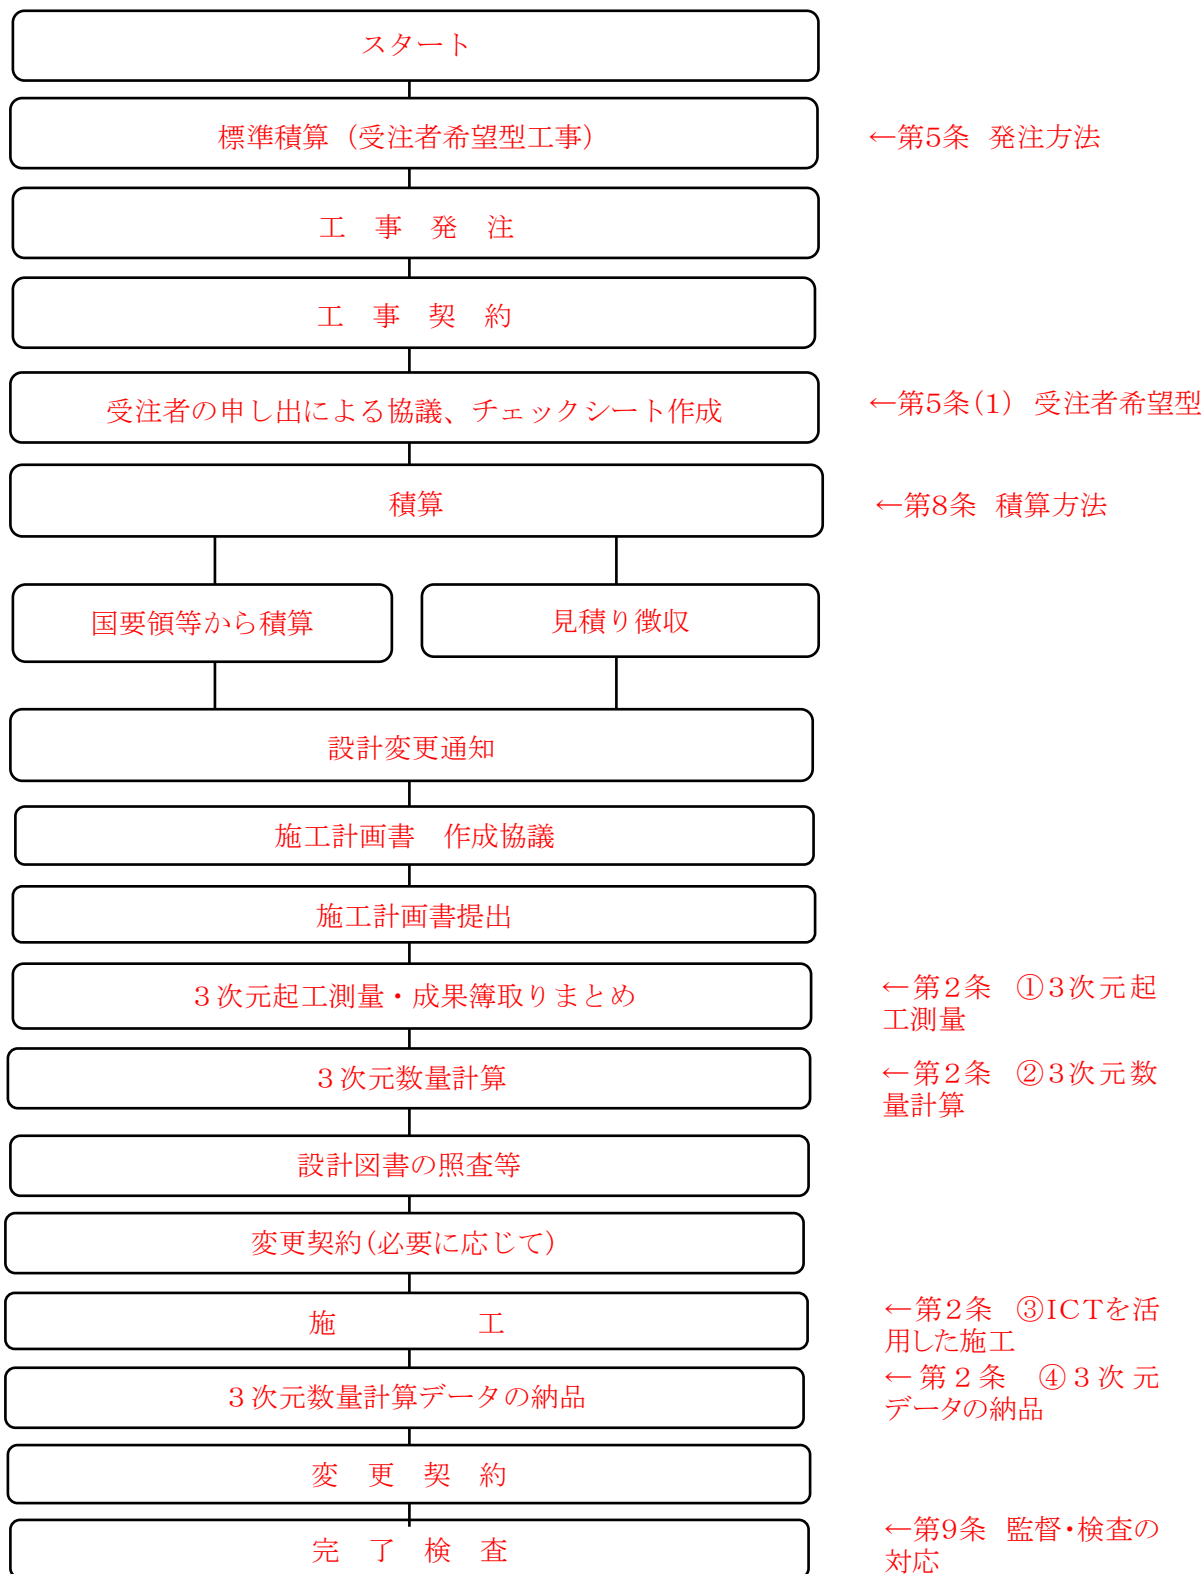 スタート
標準積算（受注者希望型工事）
←第5条　発注方法
工　事　発　注
工　事　契　約
受注者の申し出による協議、チェックシート作成
←第5条(1)　受注者希望型
積算
←第8条　積算方法
国要領等から積算
見積り徴収
設計変更通知
施工計画書　作成協議
施工計画書提出
３次元起工測量・成果簿取りまとめ
←第2条　①3次元起
工測量
３次元数量計算
←第2条　②3次元数
量計算
設計図書の照査等
変更契約(必要に応じて)
施　　　　　工
←第2条　③ICTを活
用した施工
３次元数量計算データの納品
←第2条　④3次元
データの納品
変　更　契　約
完　了　検　査
←第9条　監督・検査の
対応